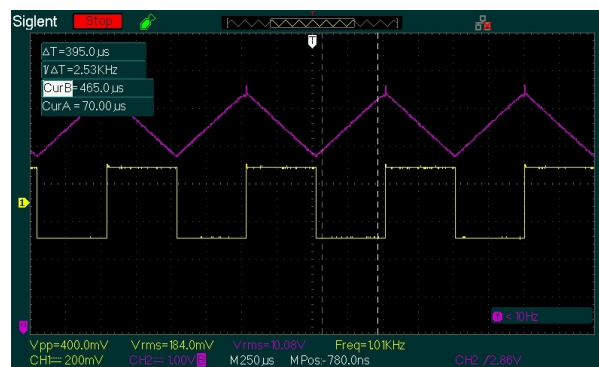 Siglent Stop T
T
ΔT=395.0µs
1/ΔT=2.53KHz
CurB=465.0µs
CurA=70.00µs
1
f < 10Hz
Vpp=400.0mV Vrms=184.0mV Vrms=10.08V Freq=1.01KHz
CH1 200mV CH2 1.00V B M250µs MPos:-780.0ns CH2 /2.86V